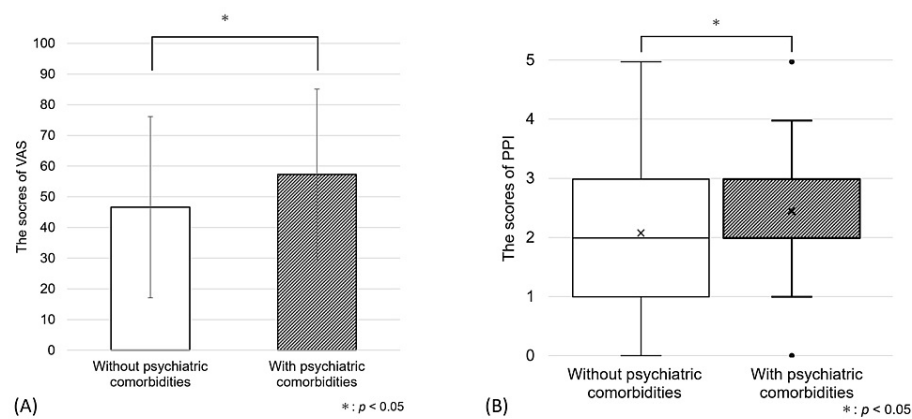 *
100
90
80
70
60
50
40
30
20
10
0
The socres of VAS
Without psychiatric
comorbidities
With psychiatric
comorbidities
(A)
* : p < 0.05
*
5
4
3
2
1
0
The scores of PPI
Without psychiatric
comorbidities
With psychiatric
comorbidities
(B)
* : p < 0.05